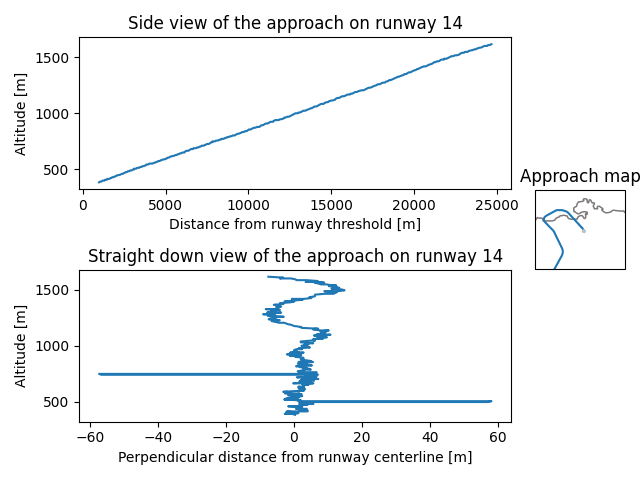 Side view of the approach on runway 14
Altitude [m]
1500
1000
500
0
5000
10000
15000
20000
25000
Distance from runway threshold [m]
Approach map
Straight down view of the approach on runway 14
Altitude [m]
1500
1000
500
−60
−40
−20
0
20
40
60
Perpendicular distance from runway centerline [m]